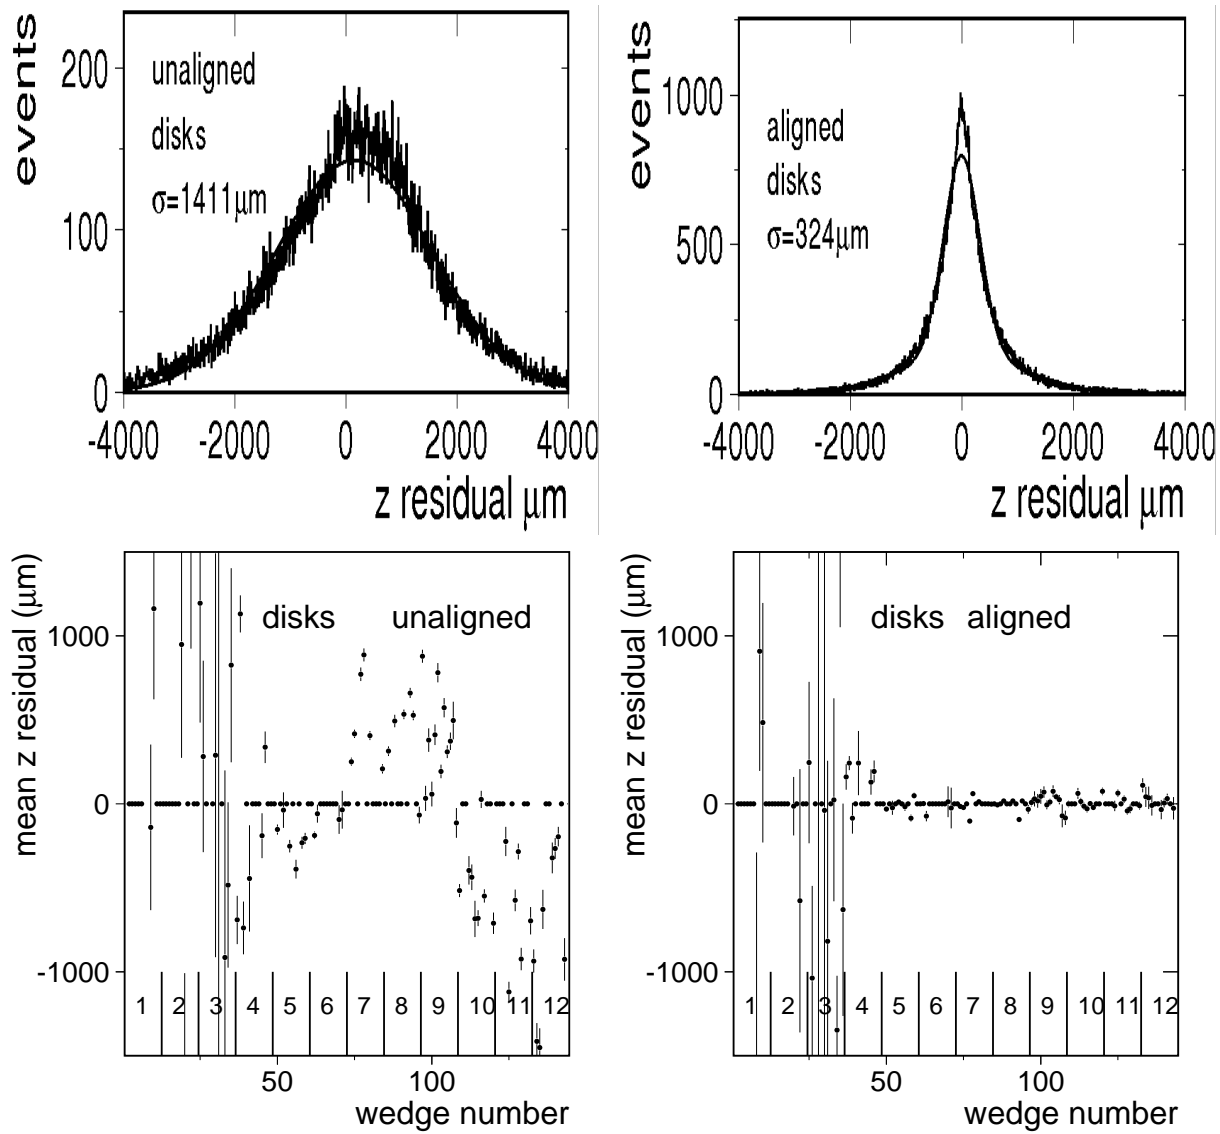 events
200
100
0
unaligned
disks
σ=1411μm
-4000 -2000 0 2000 4000
z residual μm
events
1000
500
0
aligned
disks
σ=324μm
-4000 -2000 0 2000 4000
z residual μm
mean z residual (μm)
1000
0
-1000
disks unaligned
1 2 3 4 5 6 7 8 9 10 11 12
50 100
wedge number
mean z residual (μm)
1000
0
-1000
disks aligned
1 2 3 4 5 6 7 8 9 10 11 12
50 100
wedge number